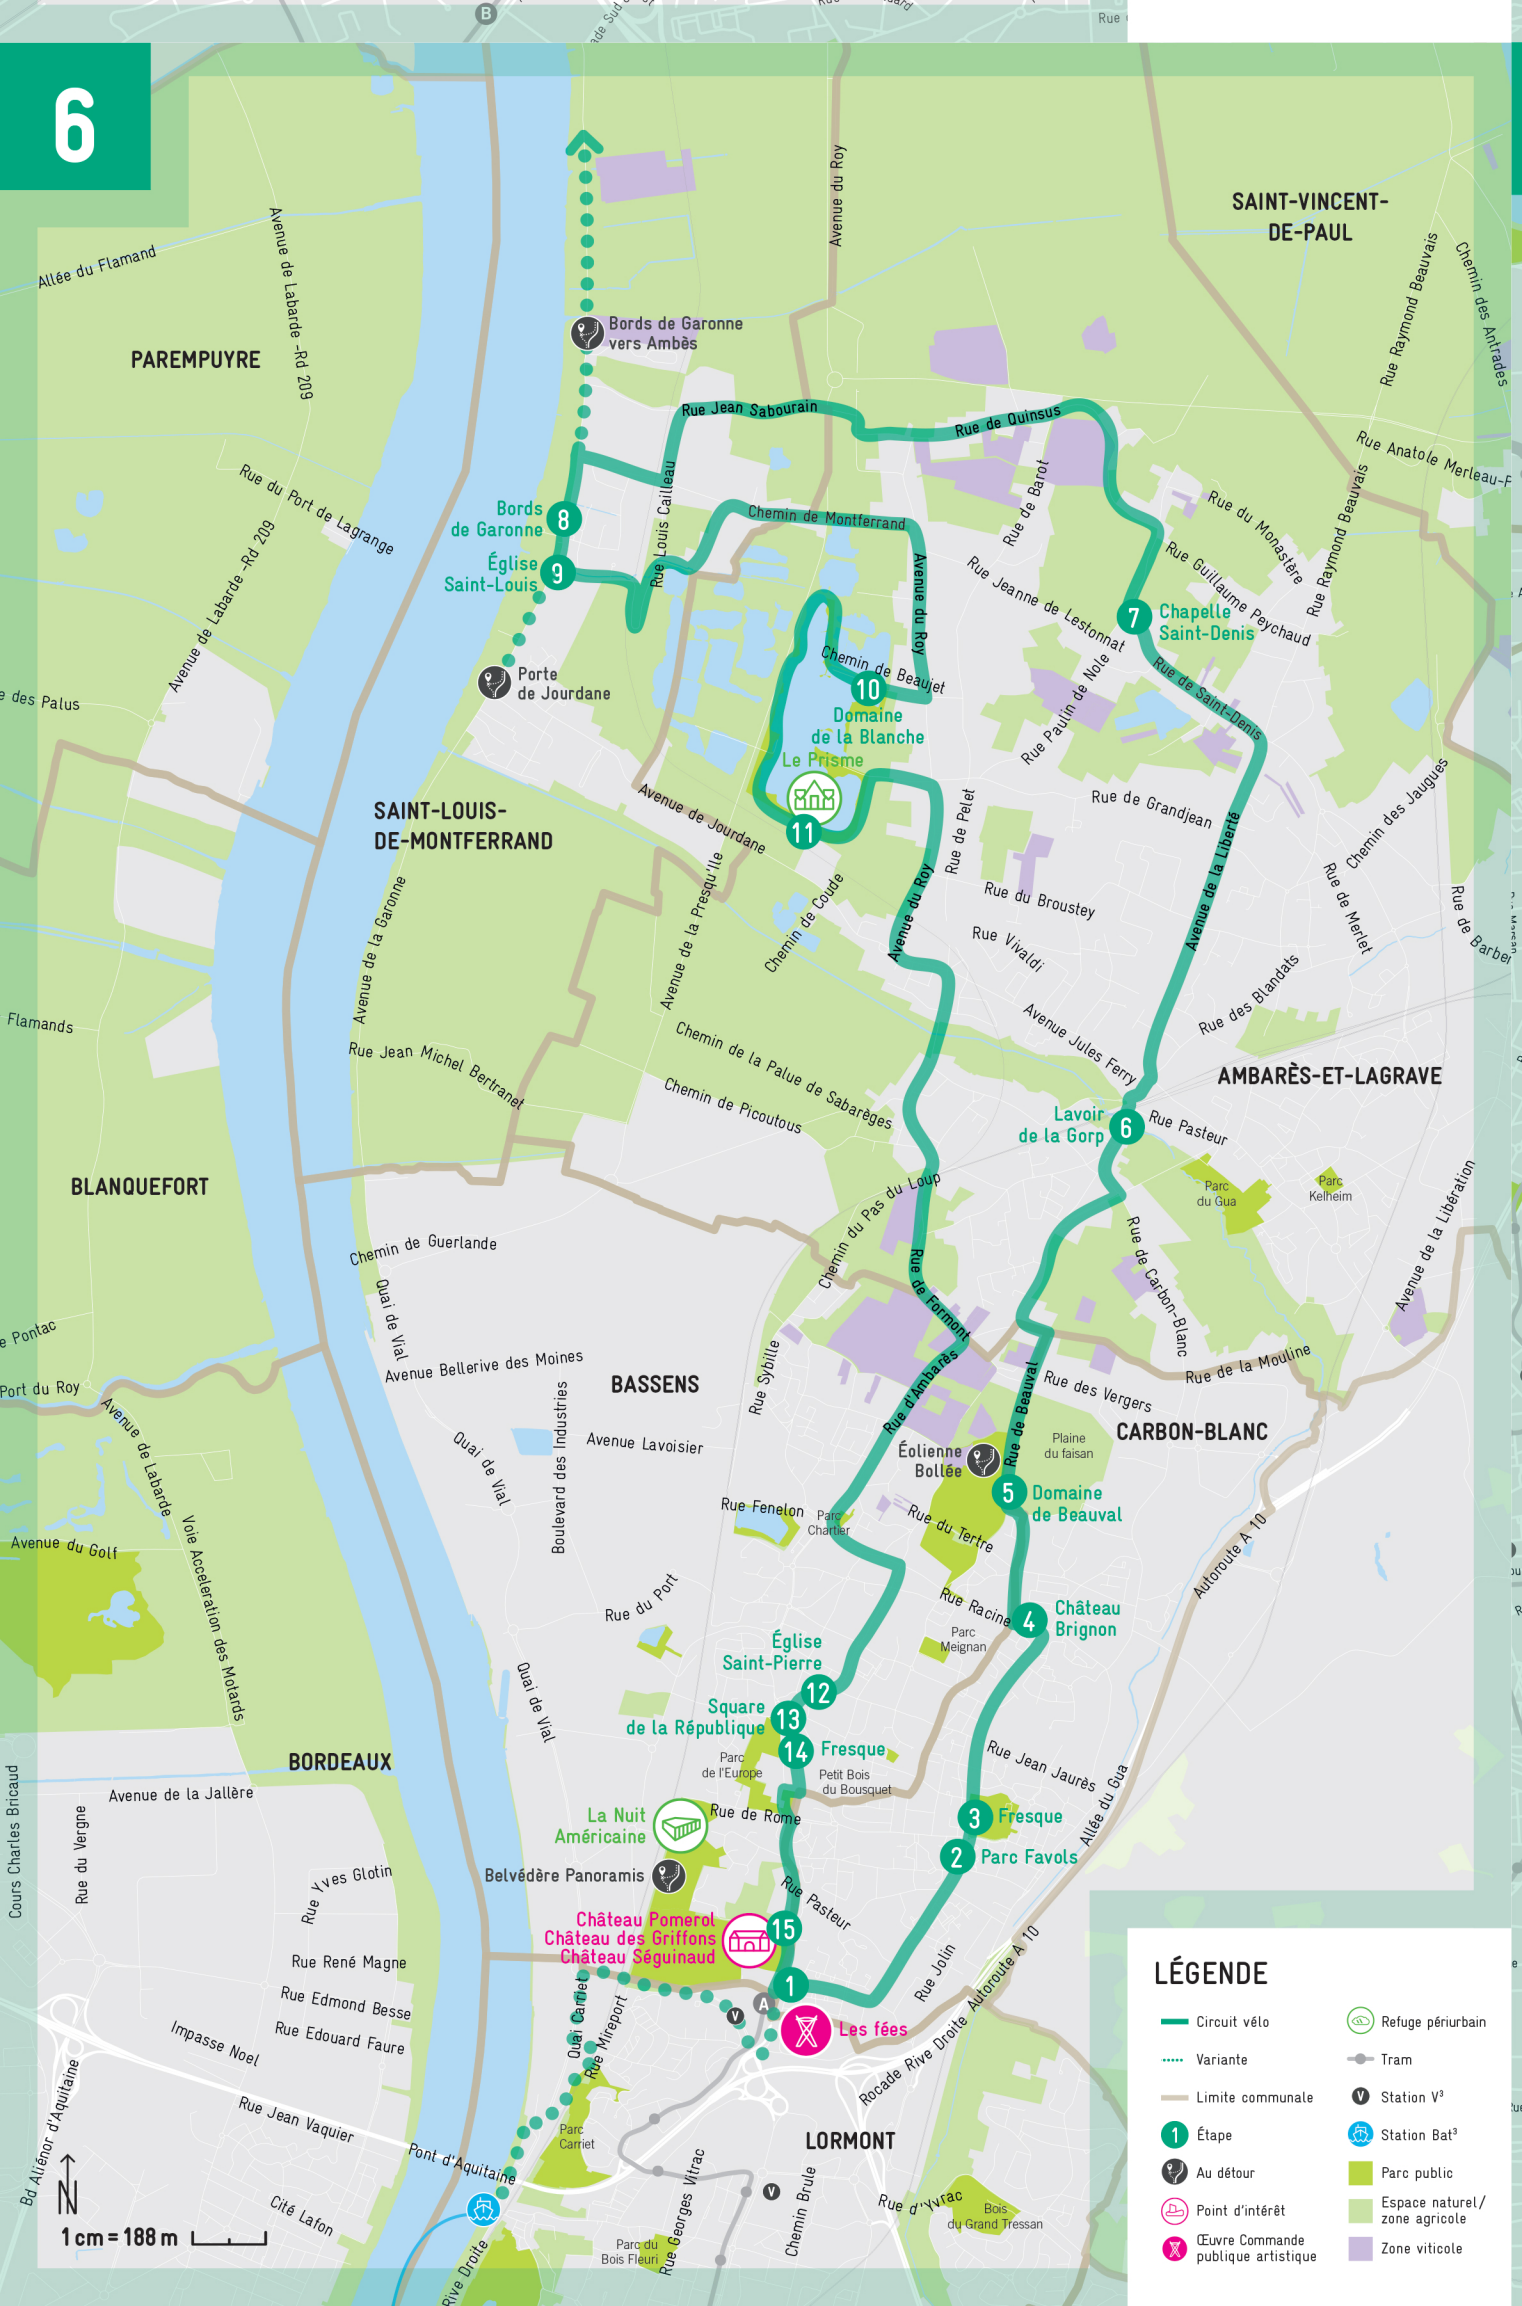 B
Rue
6
Avenue du Roy
SAINT-VINCENT-
DE-PAUL
Allée du Flamand
Avenue de Labarde -Rd 209
Rue Raymond Beauvais
Chemin des Antrades
Bords de Garonne
vers Ambès
PAREMPUYRE
Rue Jean Sabourain
Rue de Quinsus
Rue Anatole Merleau-P
Rue du Port de Lagrange
Rue Louis Cailleau
Rue de Barot
Rue du Monastère
Rue Raymond Beauvais
Bords
de Garonne
8
Chemin de Montferrand
Avenue de Labarde -Rd 209
Église
Saint-Louis
9
Avenue du Roy
Rue Jeanne de Lestonnat
Rue Guillaume Peychaud
7
Chapelle
Saint-Denis
Porte
de Jourdane
Chemin de Beaujet
10
Domaine
de la Blanche
Rue Paulin de Nole
Rue de Saint-Denis
e des Palus
Le Prisme
11
SAINT-LOUIS-
DE-MONTFERRAND
Avenue de Jourdane
Rue de Pelet
Rue de Grandjean
Chemin des Jaugues
Avenue de la Liberté
Avenue de la Garonne
Avenue de la Presqu'île
Chemin de Coude
Avenue du Roy
Rue du Broustey
Rue Vivaldi
Rue de Merlet
Rue de Barbe
Flamands
Rue des Blandats
Avenue Jules Ferry
Rue Jean Michel Bertranet
Chemin de la Palue de Sabarèges
Chemin de Picoutous
AMBARÈS-ET-LAGRAVE
Lavoir
de la Gorp
6
Rue Pasteur
BLANQUEFORT
Parc
du Gua
Parc
Kelheim
Chemin du Pas du Loup
Avenue de la Libération
Chemin de Guerlande
Quai de Vial
Rue de Formont
Rue de Carbon-Blanc
e Pontac
Port du Roy
Avenue Bellerive des Moines
BASSENS
Rue Sybille
Rue d'Ambarès
Rue de Beauval
Rue des Vergers
Rue de la Mouline
Avenue de Labarde
Boulevard des Industries
Avenue Lavoisier
Quai de Vial
CARBON-BLANC
Plaine
du faisan
Éolienne
Bollée
5
Domaine
de Beauval
Rue Fenelon
Parc
Chartier
Rue du Tertre
Avenue du Golf
Voie Acceleration des Motards
Autoroute A 10
Rue du Port
Rue Racine
4
Château
Brignon
Parc
Meignan
Quai de Vial
Église
Saint-Pierre
12
Square
de la République
13
14
Fresque
Parc
de l'Europe
Petit Bois
du Bousquet
BORDEAUX
Rue Jean Jaurès
Allée du Gua
Avenue de la Jallère
Cours Charles Bricaud
Rue du Vergne
La Nuit
Américaine
Rue de Rome
3
Fresque
2
Parc Favols
Belvédère Panoramis
Rue Yves Glotin
Rue Pasteur
Château Pomerol
Château des Griffons
Château Séguinaud
15
1
A
V
Les fées
Rue Jolin
Autoroute A 10
Rocade Rive Droite
Rue René Magne
Rue Edmond Besse
Impasse Noel
Rue Edouard Faure
Quai Carriet
Rue Mireport
Bd Aliénor d'Aquitaine
Rue Jean Vaquier
Pont d'Aquitaine
Parc
Carriet
LORMONT
V
Rue Georges Vitrac
Chemin Brule
Rue d'Yvrac
Bois
du Grand Tressan
Parc du
Bois Fleuri
Cité Lafon
Rive Droite
N
1 cm = 188 m
LÉGENDE
Circuit vélo
Variante
Limite communale
1
Étape
Au détour
Point d'intérêt
Œuvre Commande
publique artistique
Refuge périurbain
Tram
V
Station V³
Station Bat³
Parc public
Espace naturel/
zone agricole
Zone viticole